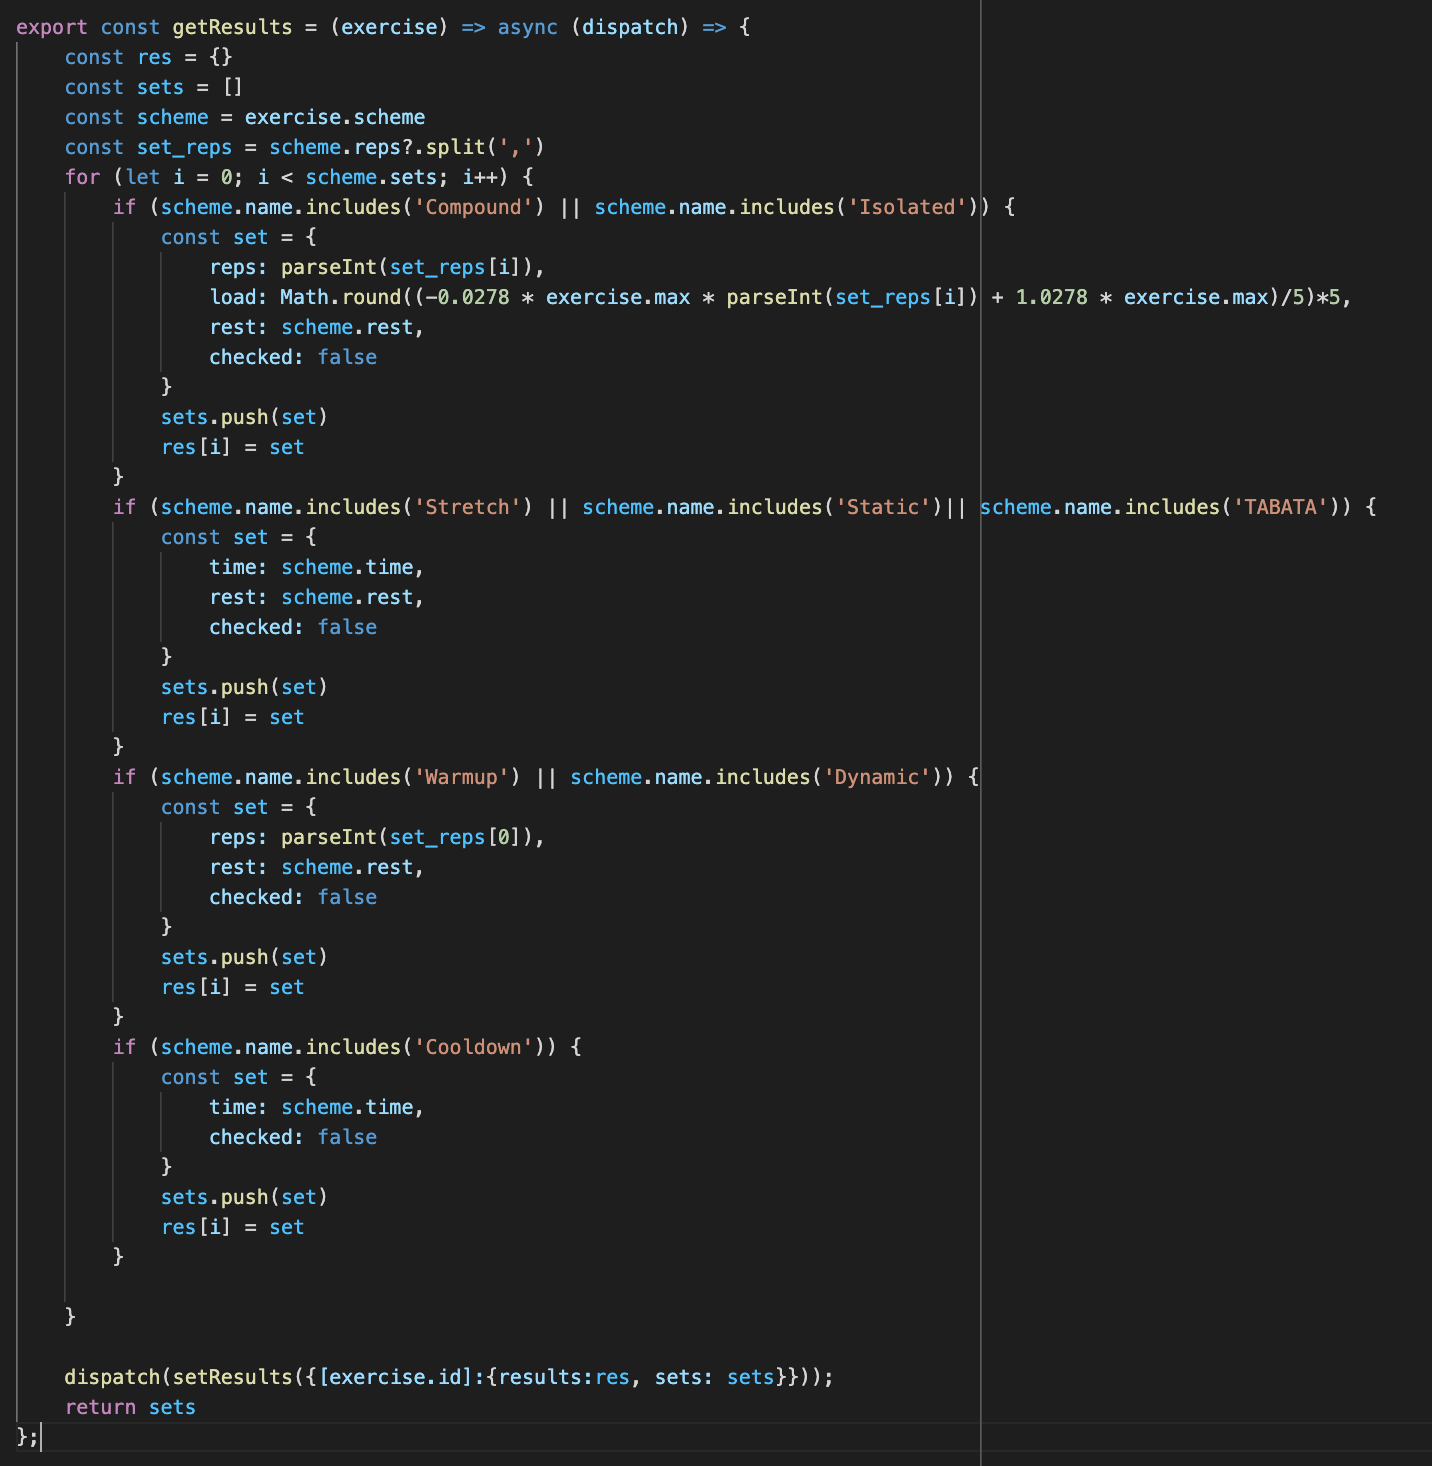 export const getResults = (exercise) => async (dispatch) => {
    const res = {}
    const sets = []
    const scheme = exercise.scheme
    const set_reps = scheme.reps?.split(',')
    for (let i = 0; i < scheme.sets; i++) {
        if (scheme.name.includes('Compound') || scheme.name.includes('Isolated')) {
            const set = {
                reps: parseInt(set_reps[i]),
                load: Math.round((-0.0278 * exercise.max * parseInt(set_reps[i]) + 1.0278 * exercise.max)/5)*5,
                rest: scheme.rest,
                checked: false
            }
            sets.push(set)
            res[i] = set
        }
        if (scheme.name.includes('Stretch') || scheme.name.includes('Static')|| scheme.name.includes('TABATA')) {
            const set = {
                time: scheme.time,
                rest: scheme.rest,
                checked: false
            }
            sets.push(set)
            res[i] = set
        }
        if (scheme.name.includes('Warmup') || scheme.name.includes('Dynamic')) {
            const set = {
                reps: parseInt(set_reps[0]),
                rest: scheme.rest,
                checked: false
            }
            sets.push(set)
            res[i] = set
        }
        if (scheme.name.includes('Cooldown')) {
            const set = {
                time: scheme.time,
                checked: false
            }
            sets.push(set)
            res[i] = set
        }

    }

    dispatch(setResults({[exercise.id]:{results:res, sets: sets}}));
    return sets
};